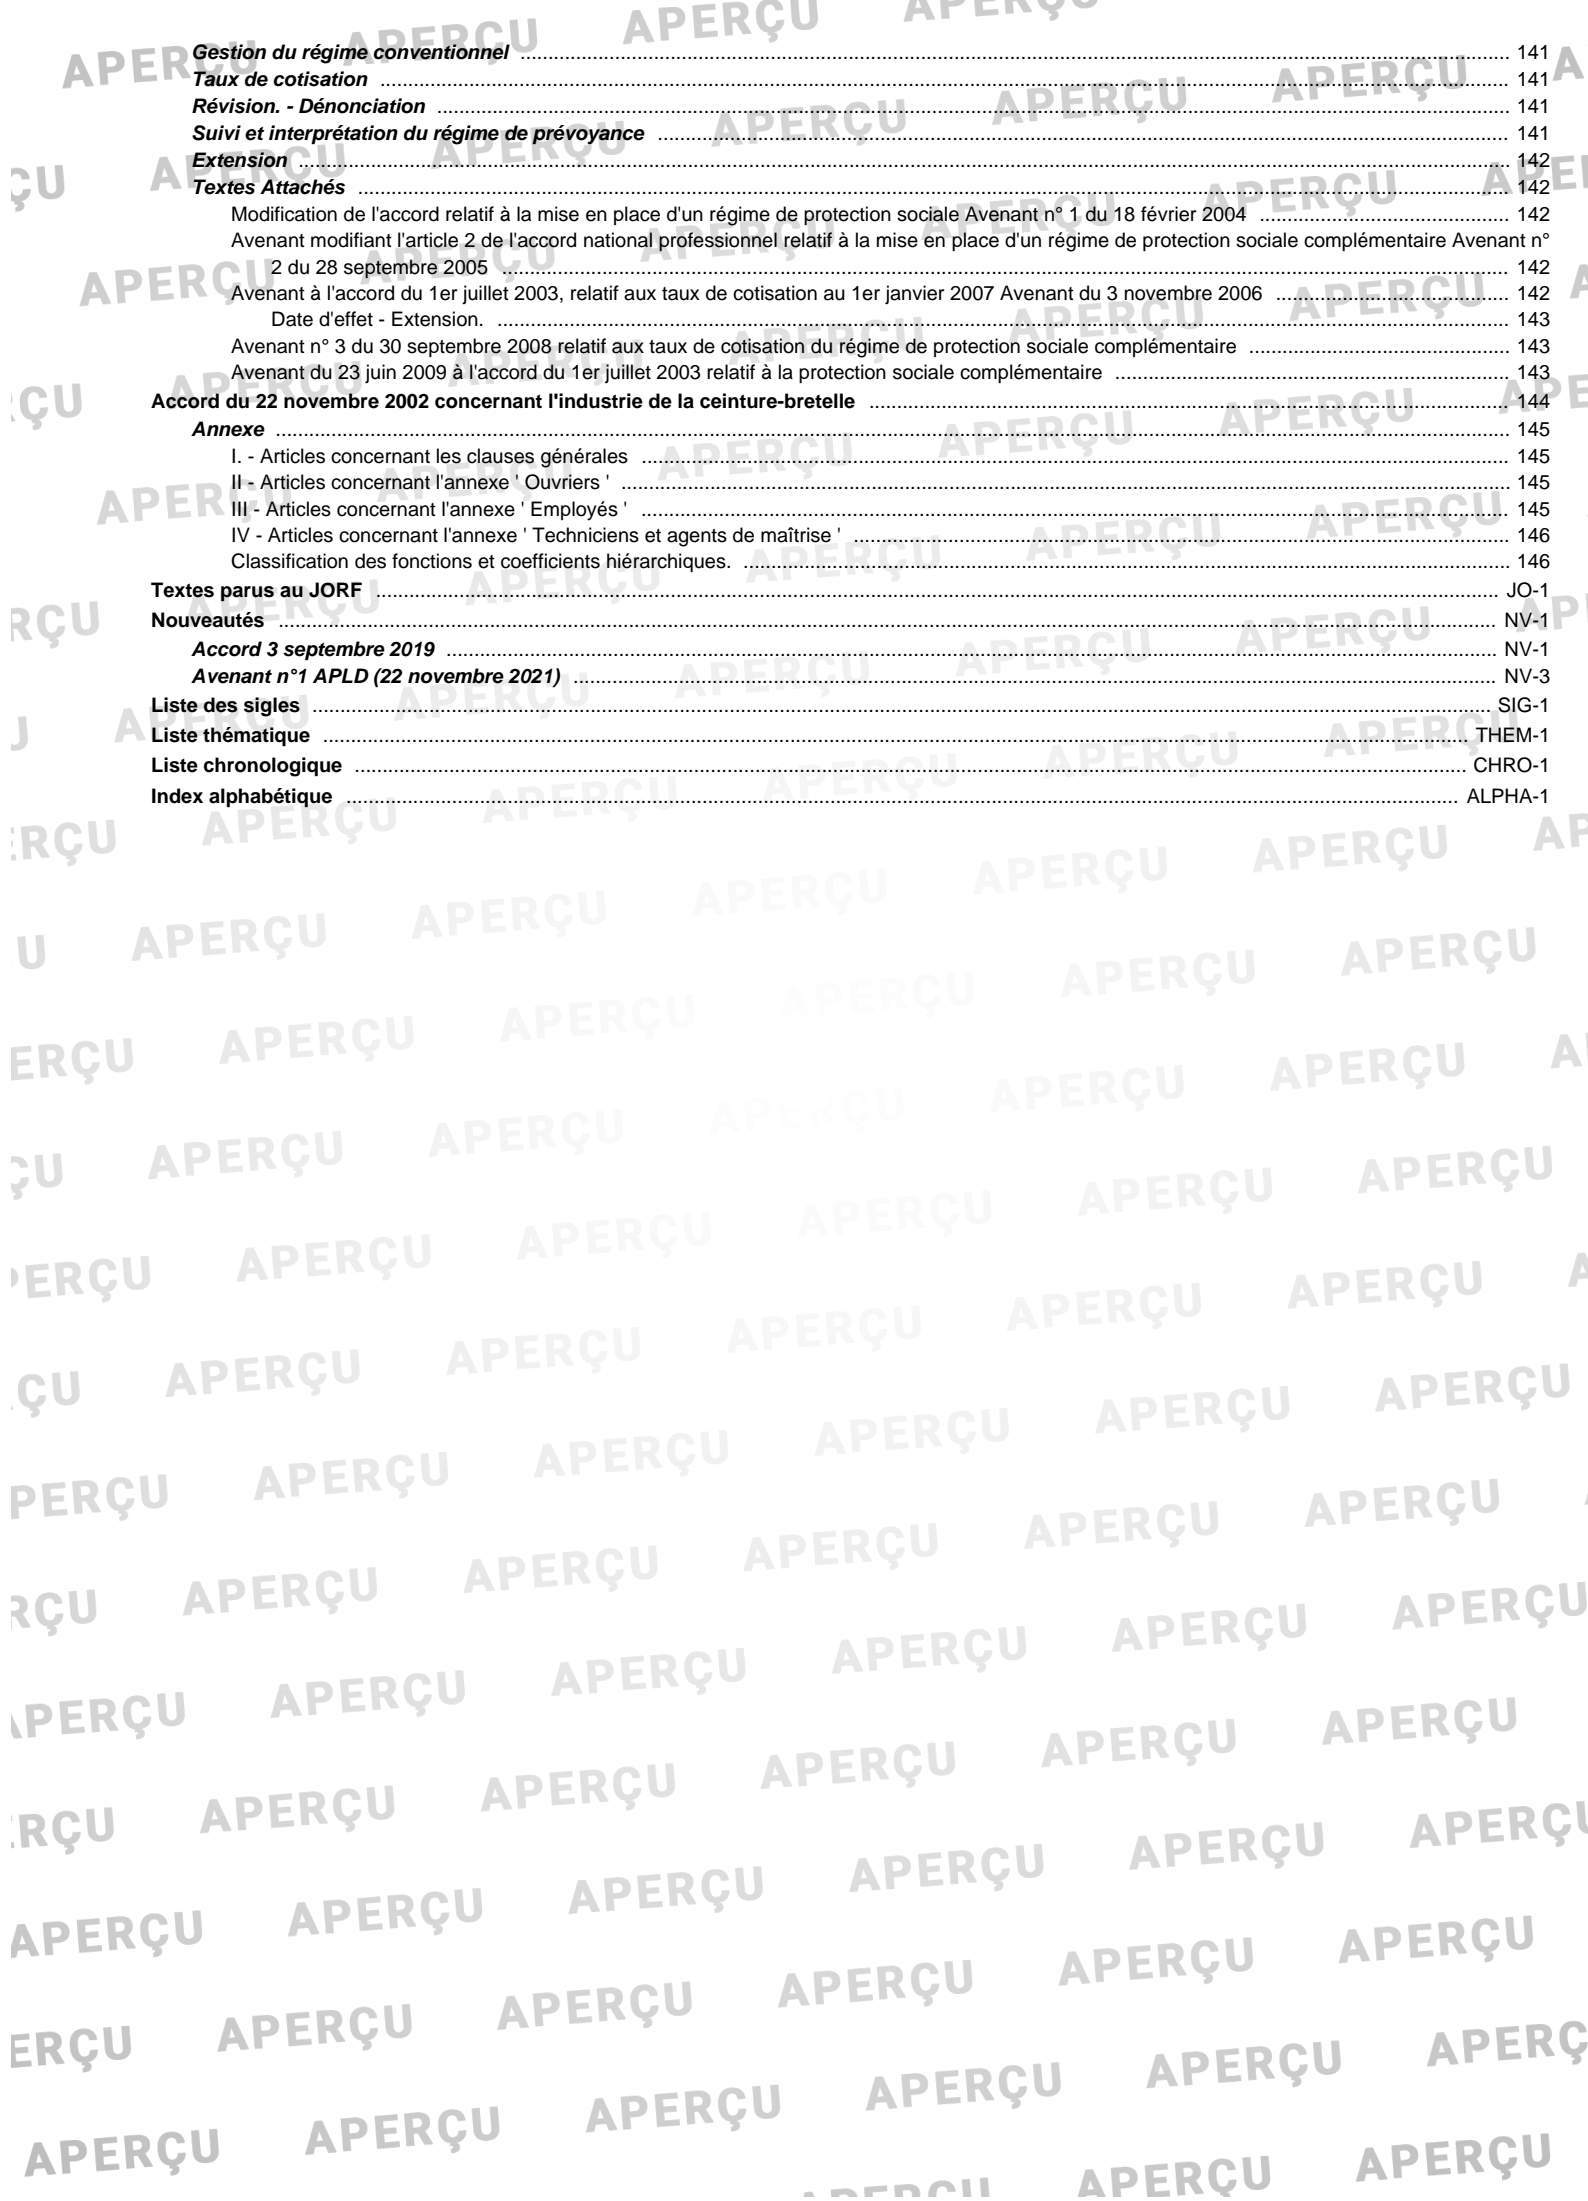 Gestion du régime conventionnel 141
Taux de cotisation 141
Révision. - Dénonciation 141
Suivi et interprétation du régime de prévoyance 141
Extension 142
Textes Attachés 142
Modification de l'accord relatif à la mise en place d'un régime de protection sociale Avenant n° 1 du 18 février 2004 142
Avenant modifiant l'article 2 de l'accord national professionnel relatif à la mise en place d'un régime de protection sociale complémentaire Avenant n°
2 du 28 septembre 2005 142
Avenant à l'accord du 1er juillet 2003, relatif aux taux de cotisation au 1er janvier 2007 Avenant du 3 novembre 2006 142
Date d'effet - Extension. 143
Avenant n° 3 du 30 septembre 2008 relatif aux taux de cotisation du régime de protection sociale complémentaire 143
Avenant du 23 juin 2009 à l'accord du 1er juillet 2003 relatif à la protection sociale complémentaire 143
Accord du 22 novembre 2002 concernant l'industrie de la ceinture-bretelle 144
Annexe 145
I. - Articles concernant les clauses générales 145
II - Articles concernant l'annexe ' Ouvriers ' 145
III - Articles concernant l'annexe ' Employés ' 145
IV - Articles concernant l'annexe ' Techniciens et agents de maîtrise ' 146
Classification des fonctions et coefficients hiérarchiques. 146
Textes parus au JORF JO-1
Nouveautés NV-1
Accord 3 septembre 2019 NV-1
Avenant n°1 APLD (22 novembre 2021) NV-3
Liste des sigles SIG-1
Liste thématique THEM-1
Liste chronologique CHRO-1
Index alphabétique ALPHA-1
APERÇU